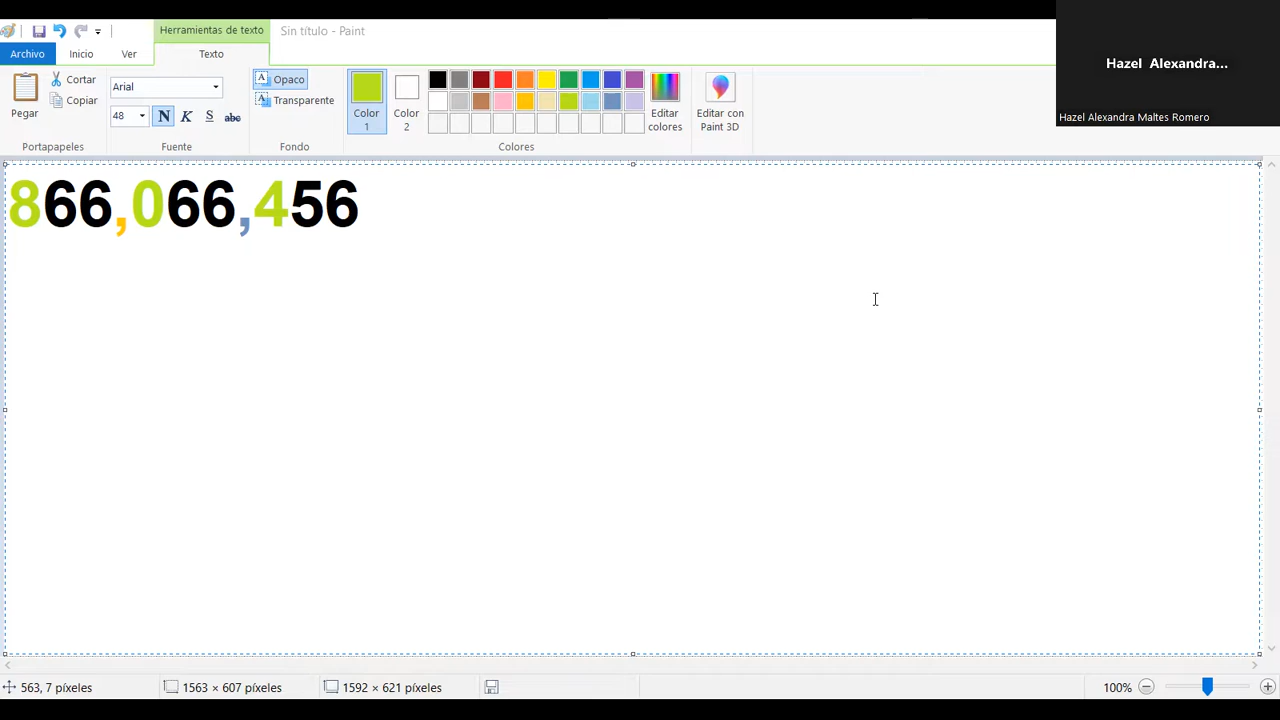 Herramientas de texto
Sin título - Paint
Archivo
Inicio
Ver
Texto
Pegar
Cortar
Copiar
Portapapeles
Arial
48
N K S abc
Fuente
Opaco
Transparente
Fondo
Color 1
Color 2
Editar colores
Colores
Editar con Paint 3D
Hazel Alexandra...
Hazel Alexandra Maltes Romero
866,066,456
563, 7 píxeles
1563 × 607 píxeles
1592 × 621 píxeles
100%